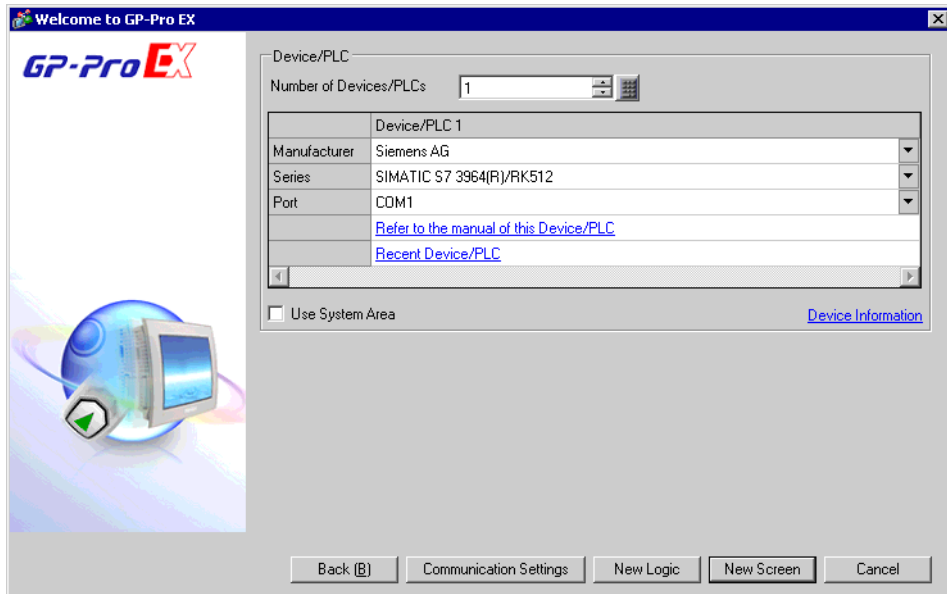 Welcome to GP-Pro EX
GP-Pro EX
Device/PLC
Number of Devices/PLCs 1
Device/PLC 1
Manufacturer Siemens AG
Series SIMATIC S7 3964(R)/RK512
Port COM1
Refer to the manual of this Device/PLC
Recent Device/PLC
Use System Area Device Information
Back (B) Communication Settings New Logic New Screen Cancel